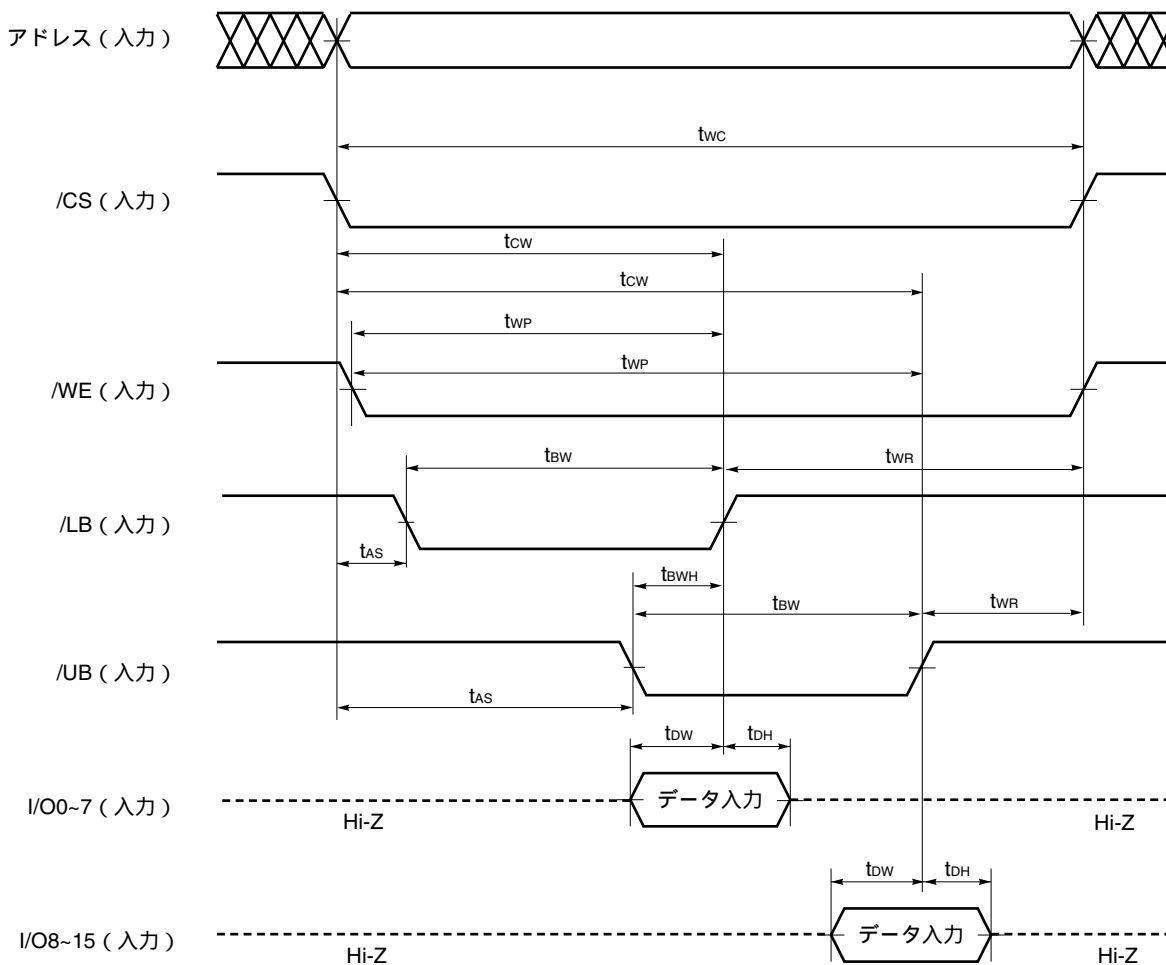 アドレス（入力）
tWC
/CS（入力）
tCW
tCW
tWP
/WE（入力）
tWP
tBW
tWR
/LB（入力）
tAS
tBWH
tBW
tWR
/UB（入力）
tAS
tDW
tDH
I/O0~7（入力）
データ入力
Hi-Z
Hi-Z
tDW
tDH
I/O8~15（入力）
データ入力
Hi-Z
Hi-Z